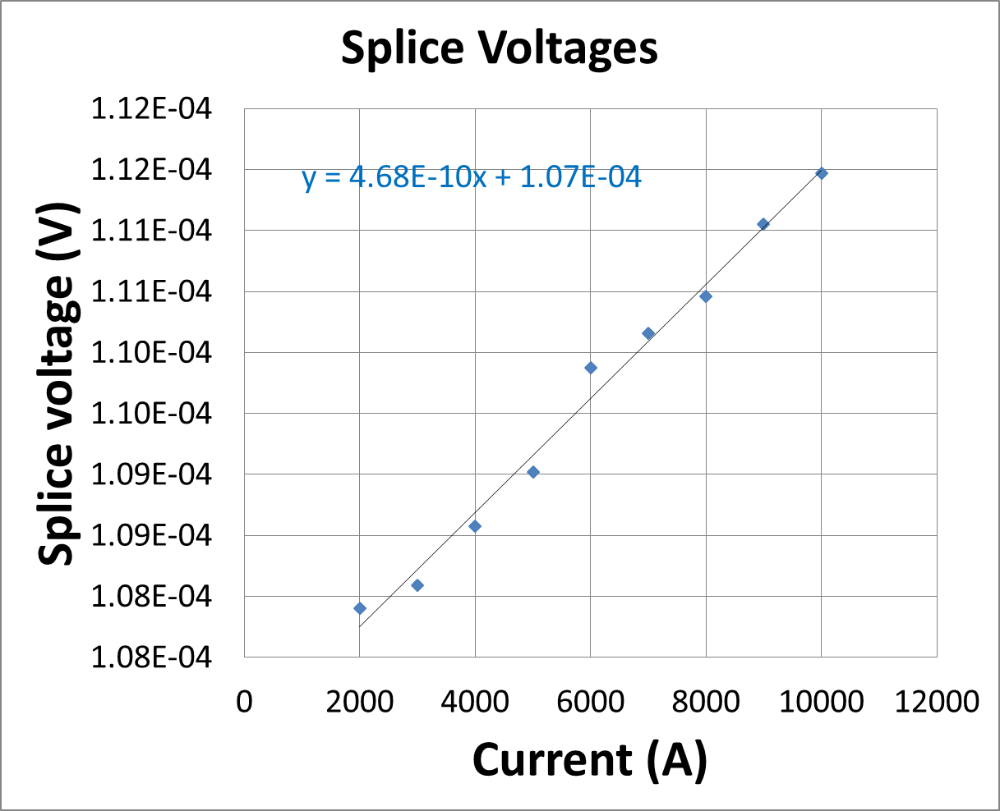 Splice Voltages
1.12E-04
1.12E-04
y = 4.68E-10x + 1.07E-04
1.11E-04
1.11E-04
1.10E-04
1.10E-04
1.09E-04
1.09E-04
1.08E-04
1.08E-04
Splice voltage (V)
0 2000 4000 6000 8000 10000 12000
Current (A)